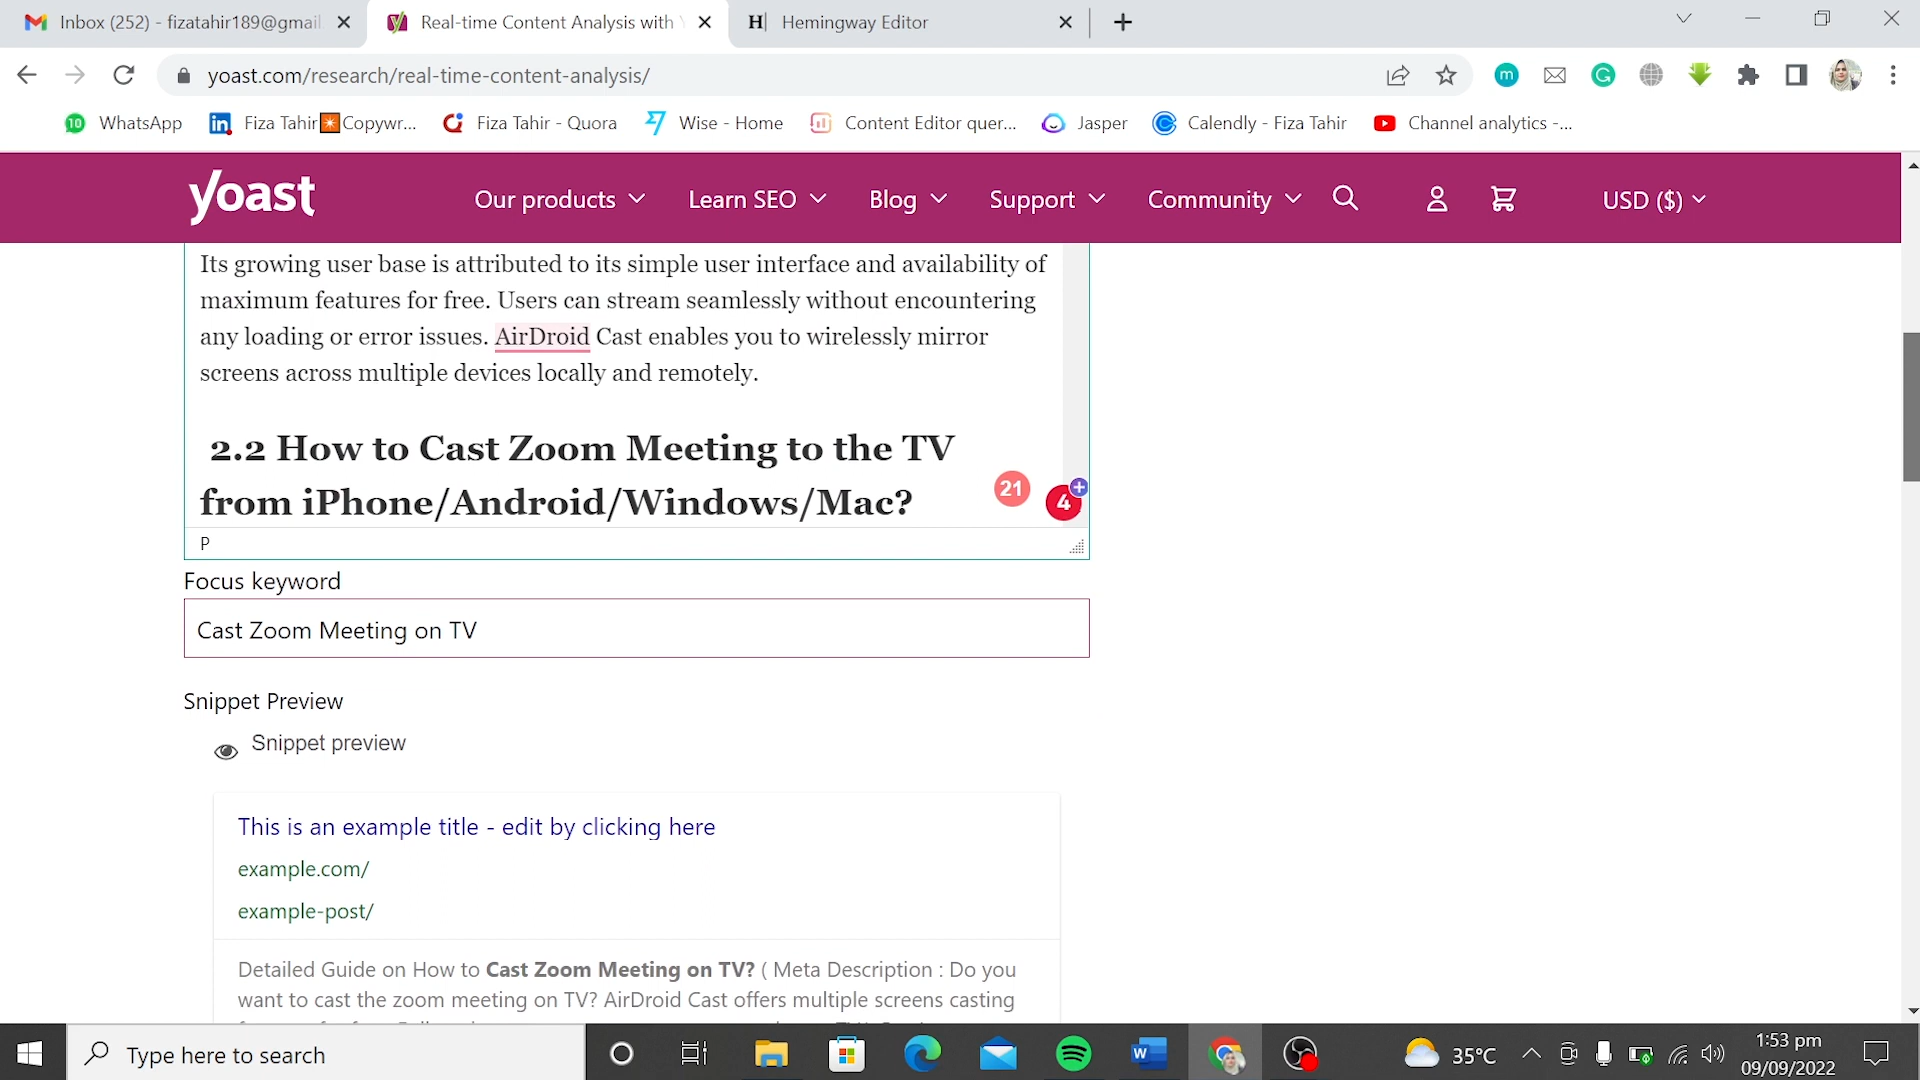 Inbox (252) - fizatahir189@gmail.
Real-time Content Analysis with
H Hemingway Editor
yoast.com/research/real-time-content-analysis/
m
G
10 WhatsApp
in Fiza Tahir Copywr...
Fiza Tahir - Quora
Wise - Home
Content Editor quer...
Jasper
Calendly - Fiza Tahir
Channel analytics -...
yoast
Our products
Learn SEO
Blog
Support
Community
USD ($)
Its growing user base is attributed to its simple user interface and availability of
maximum features for free. Users can stream seamlessly without encountering
any loading or error issues. AirDroid Cast enables you to wirelessly mirror
screens across multiple devices locally and remotely.
2.2 How to Cast Zoom Meeting to the TV
from iPhone/Android/Windows/Mac?
21
4
P
Focus keyword
Cast Zoom Meeting on TV
Snippet Preview
Snippet preview
This is an example title - edit by clicking here
example.com/
example-post/
Detailed Guide on How to Cast Zoom Meeting on TV? ( Meta Description : Do you
want to cast the zoom meeting on TV? AirDroid Cast offers multiple screens casting
Type here to search
W
35°C
1:53 pm
09/09/2022